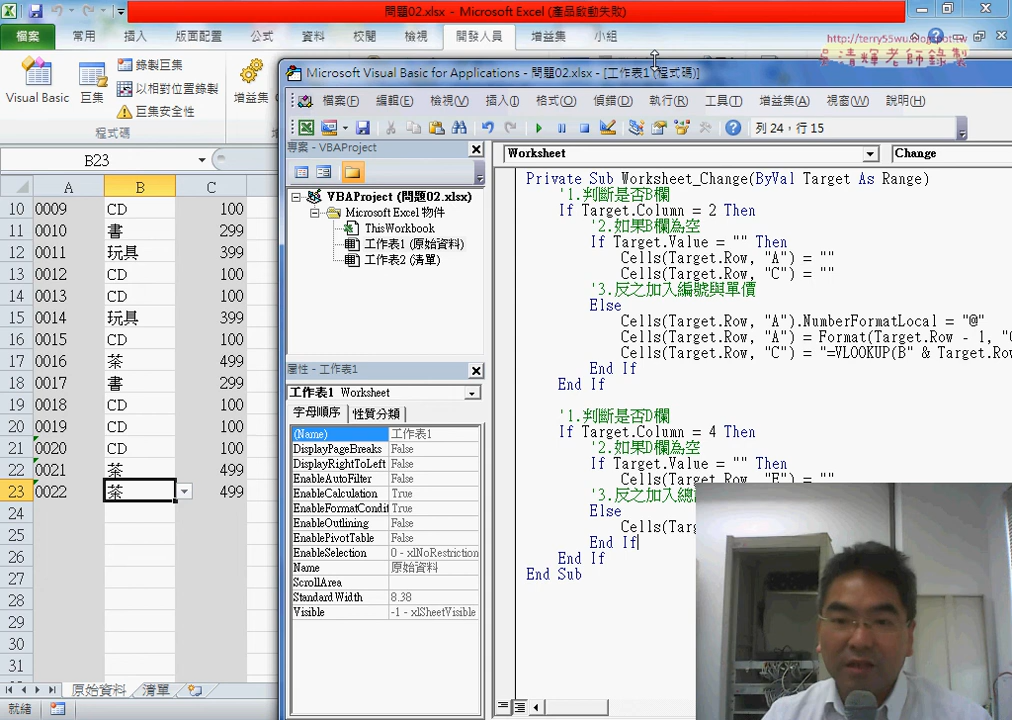 問題02.xlsx - Microsoft Excel (產品啟動失敗)
檔案 常用 插入 版面配置 公式 資料 校閱 檢視 開發人員 增益集 小組
http://terry55wu.blogspot.tw
吳清輝老師錄製
Visual Basic 巨集 錄製巨集 以相對位置錄製 巨集安全性 增益集
程式碼
B23
A B C
10 0009 CD 100
11 0010 書 299
12 0011 玩具 399
13 0012 CD 100
14 0013 CD 100
15 0014 玩具 399
16 0015 CD 100
17 0016 茶 499
18 0017 書 299
19 0018 CD 100
20 0019 CD 100
21 0020 CD 100
22 0021 茶 499
23 0022 茶 499
24
25
26
27
28
29
30
31
原始資料 清單
就緒
Microsoft Visual Basic for Applications - 問題02.xlsx - [工作表1 (程式碼)]
檔案(F) 編輯(E) 檢視(V) 插入(I) 格式(O) 偵錯(D) 執行(R) 工具(T) 增益集(A) 視窗(W) 說明(H)
列 24，行 15
專案 - VBAProject
VBAProject (問題02.xlsx)
Microsoft Excel 物件
ThisWorkbook
工作表1 (原始資料)
工作表2 (清單)
屬性 - 工作表1
工作表1 Worksheet
字母順序 性質分類
(Name) 工作表1
DisplayPageBreaks False
DisplayRightToLeft False
EnableAutoFilter False
EnableCalculation True
EnableFormatCondit True
EnableOutlining False
EnablePivotTable False
EnableSelection 0 - xlNoRestriction
Name 原始資料
ScrollArea
StandardWidth 8.38
Visible -1 - xlSheetVisible
Worksheet Change
Private Sub Worksheet_Change(ByVal Target As Range)
'1.判斷是否B欄
If Target.Column = 2 Then
'2.如果B欄為空
If Target.Value = "" Then
Cells(Target.Row, "A") = ""
Cells(Target.Row, "C") = ""
'3.反之加入編號與單價
Else
Cells(Target.Row, "A").NumberFormatLocal = "@"
Cells(Target.Row, "A") = Format(Target.Row - 1, "0
Cells(Target.Row, "C") = "=VLOOKUP(B" & Target.Row
End If
End If
'1.判斷是否D欄
If Target.Column = 4 Then
'2.如果D欄為空
If Target.Value = "" Then
Cells(Target.Row, "E") = ""
'3.反之加入總
Else
Cells(Targ
End If
End If
End Sub